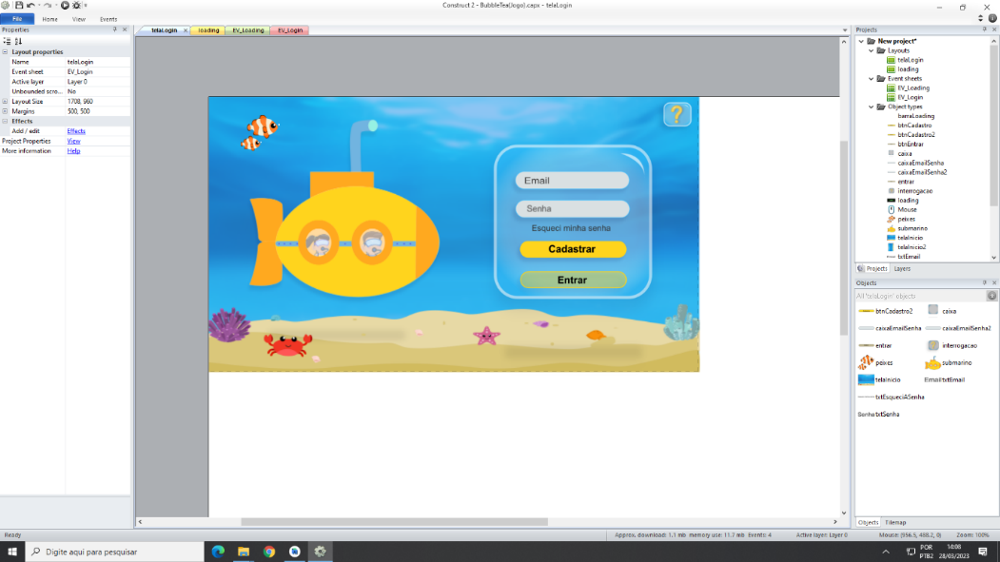 Construct 2 - BubbleTea(logo).capx - telaLogin
File Home View Events
Properties
telaLogin loading EV_Loading EV_Login
Projects
Layout properties
Name telaLogin
Event sheet EV_Login
Active layer Layer 0
Unbounded scro... No
Layout Size 1708, 960
Margins 500, 500
Effects
Add / edit Effects
Project Properties View
More information Help
?
Email
Senha
Esqueci minha senha
Cadastrar
Entrar
New project*
Layouts
telaLogin
loading
Event sheets
EV_Loading
EV_Login
Object types
barraLoading
btnCadastro
btnCadastro2
btnEntrar
caixa
caixaEmailSenha
caixaEmailSenha2
entrar
interrogacao
loading
Mouse
peixes
submarino
telaInicio
telaInicio2
txtEmail
Projects Layers
Objects
All 'telaLogin' objects
btnCadastro2 caixa
caixaEmailSenha caixaEmailSenha2
entrar interrogacao
peixes submarino
telaInicio Email txtEmail
txtEsqueciASenha
Senha txtSenha
Objects Tilemap
Ready Approx. download: 1.1 mb memory use: 11.7 mb Events: 4 Active layer: Layer 0 Mouse: (956.5, 488.2, 0) Zoom: 100%
Digite aqui para pesquisar
POR
PTB2
14:08
28/03/2023